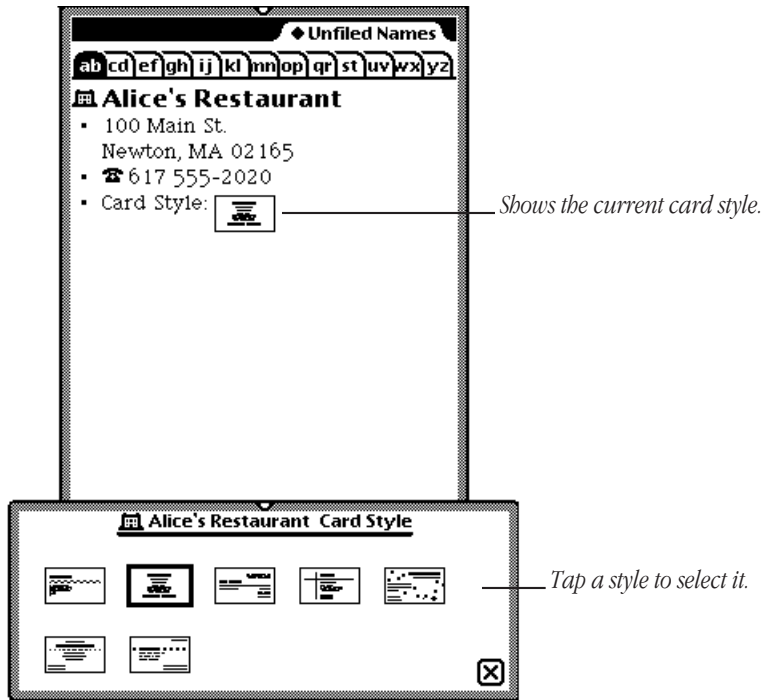 ◆Unfiled Names
ab cd ef gh ij kl mn op qr st uv wx yz
Alice's Restaurant
• 100 Main St.
Newton, MA 02165
• ☎ 617 555-2020
• Card Style:
Shows the current card style.
Alice's Restaurant Card Style
Tap a style to select it.